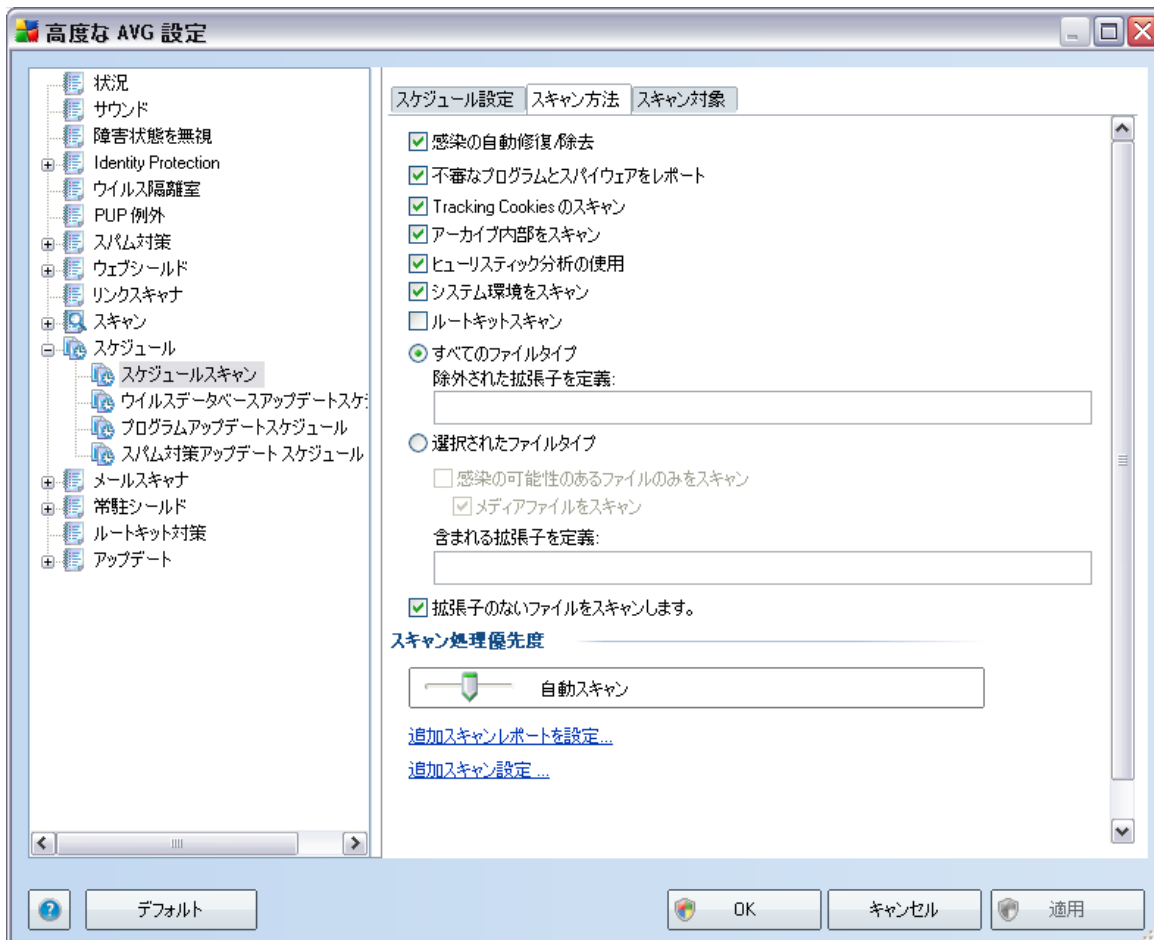 高度な AVG 設定
状況
サウンド
障害状態を無視
Identity Protection
ウイルス隔離室
PUP 例外
スパム対策
ウェブシールド
リンクスキャナ
スキャン
スケジュール
スケジュールスキャン
ウイルスデータベースアップデートスケ
プログラムアップデートスケジュール
スパム対策アップデート スケジュール
メールスキャナ
常駐シールド
ルートキット対策
アップデート
スケジュール設定 スキャン方法 スキャン対象
感染の自動修復/除去
不審なプログラムとスパイウェアをレポート
Tracking Cookies のスキャン
アーカイブ内部をスキャン
ヒューリスティック分析の使用
システム環境をスキャン
ルートキットスキャン
すべてのファイルタイプ
除外された拡張子を定義:
選択されたファイルタイプ
感染の可能性のあるファイルのみをスキャン
メディアファイルをスキャン
含まれる拡張子を定義:
拡張子のないファイルをスキャンします。
スキャン処理優先度
自動スキャン
追加スキャンレポートを設定...
追加スキャン設定 ...
デフォルト OK キャンセル 適用